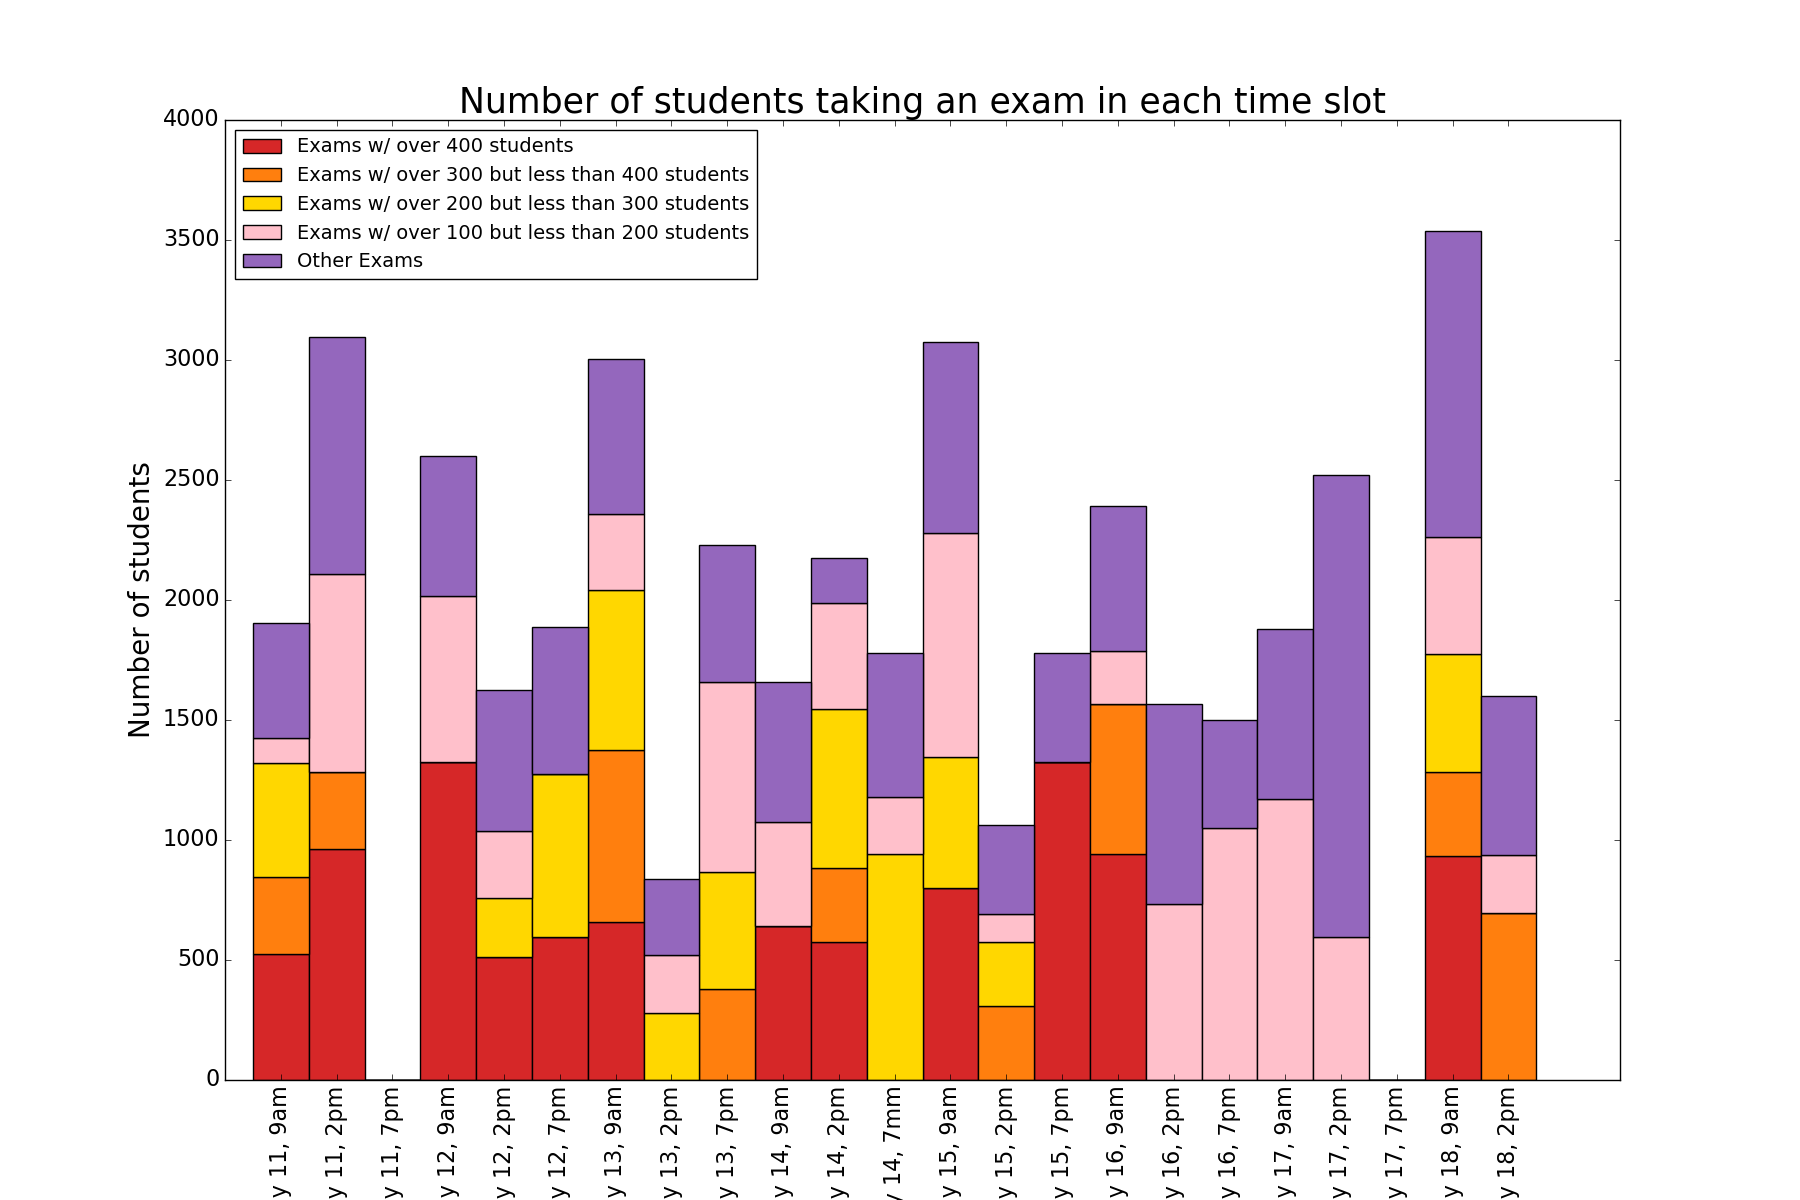 Number of students taking an exam in each time slot
Exams w/ over 400 students
Exams w/ over 300 but less than 400 students
Exams w/ over 200 but less than 300 students
Exams w/ over 100 but less than 200 students
Other Exams
Number of students
4000
3500
3000
2500
2000
1500
1000
500
0
y 11, 9am
y 11, 2pm
y 11, 7pm
y 12, 9am
y 12, 2pm
y 12, 7pm
y 13, 9am
y 13, 2pm
y 13, 7pm
y 14, 9am
y 14, 2pm
y 14, 7mm
y 15, 9am
y 15, 2pm
y 15, 7pm
y 16, 9am
y 16, 2pm
y 16, 7pm
y 17, 9am
y 17, 2pm
y 17, 7pm
y 18, 9am
y 18, 2pm